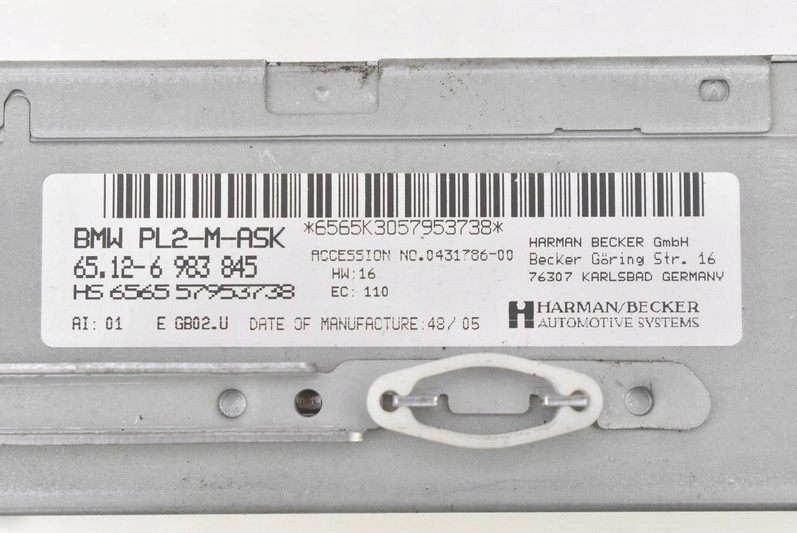 *6565K3057953738*
BMW PL2-M-ASK
65.12-6 983 845
HS 6565 57953738
AI: 01 E GB02.U DATE OF MANUFACTURE:48/05
ACCESSION NO.0431786-00
HW:16
EC: 110
HARMAN BECKER GmbH
Becker Göring Str. 16
76307 KARLSBAD GERMANY
HARMAN/BECKER
AUTOMOTIVE SYSTEMS